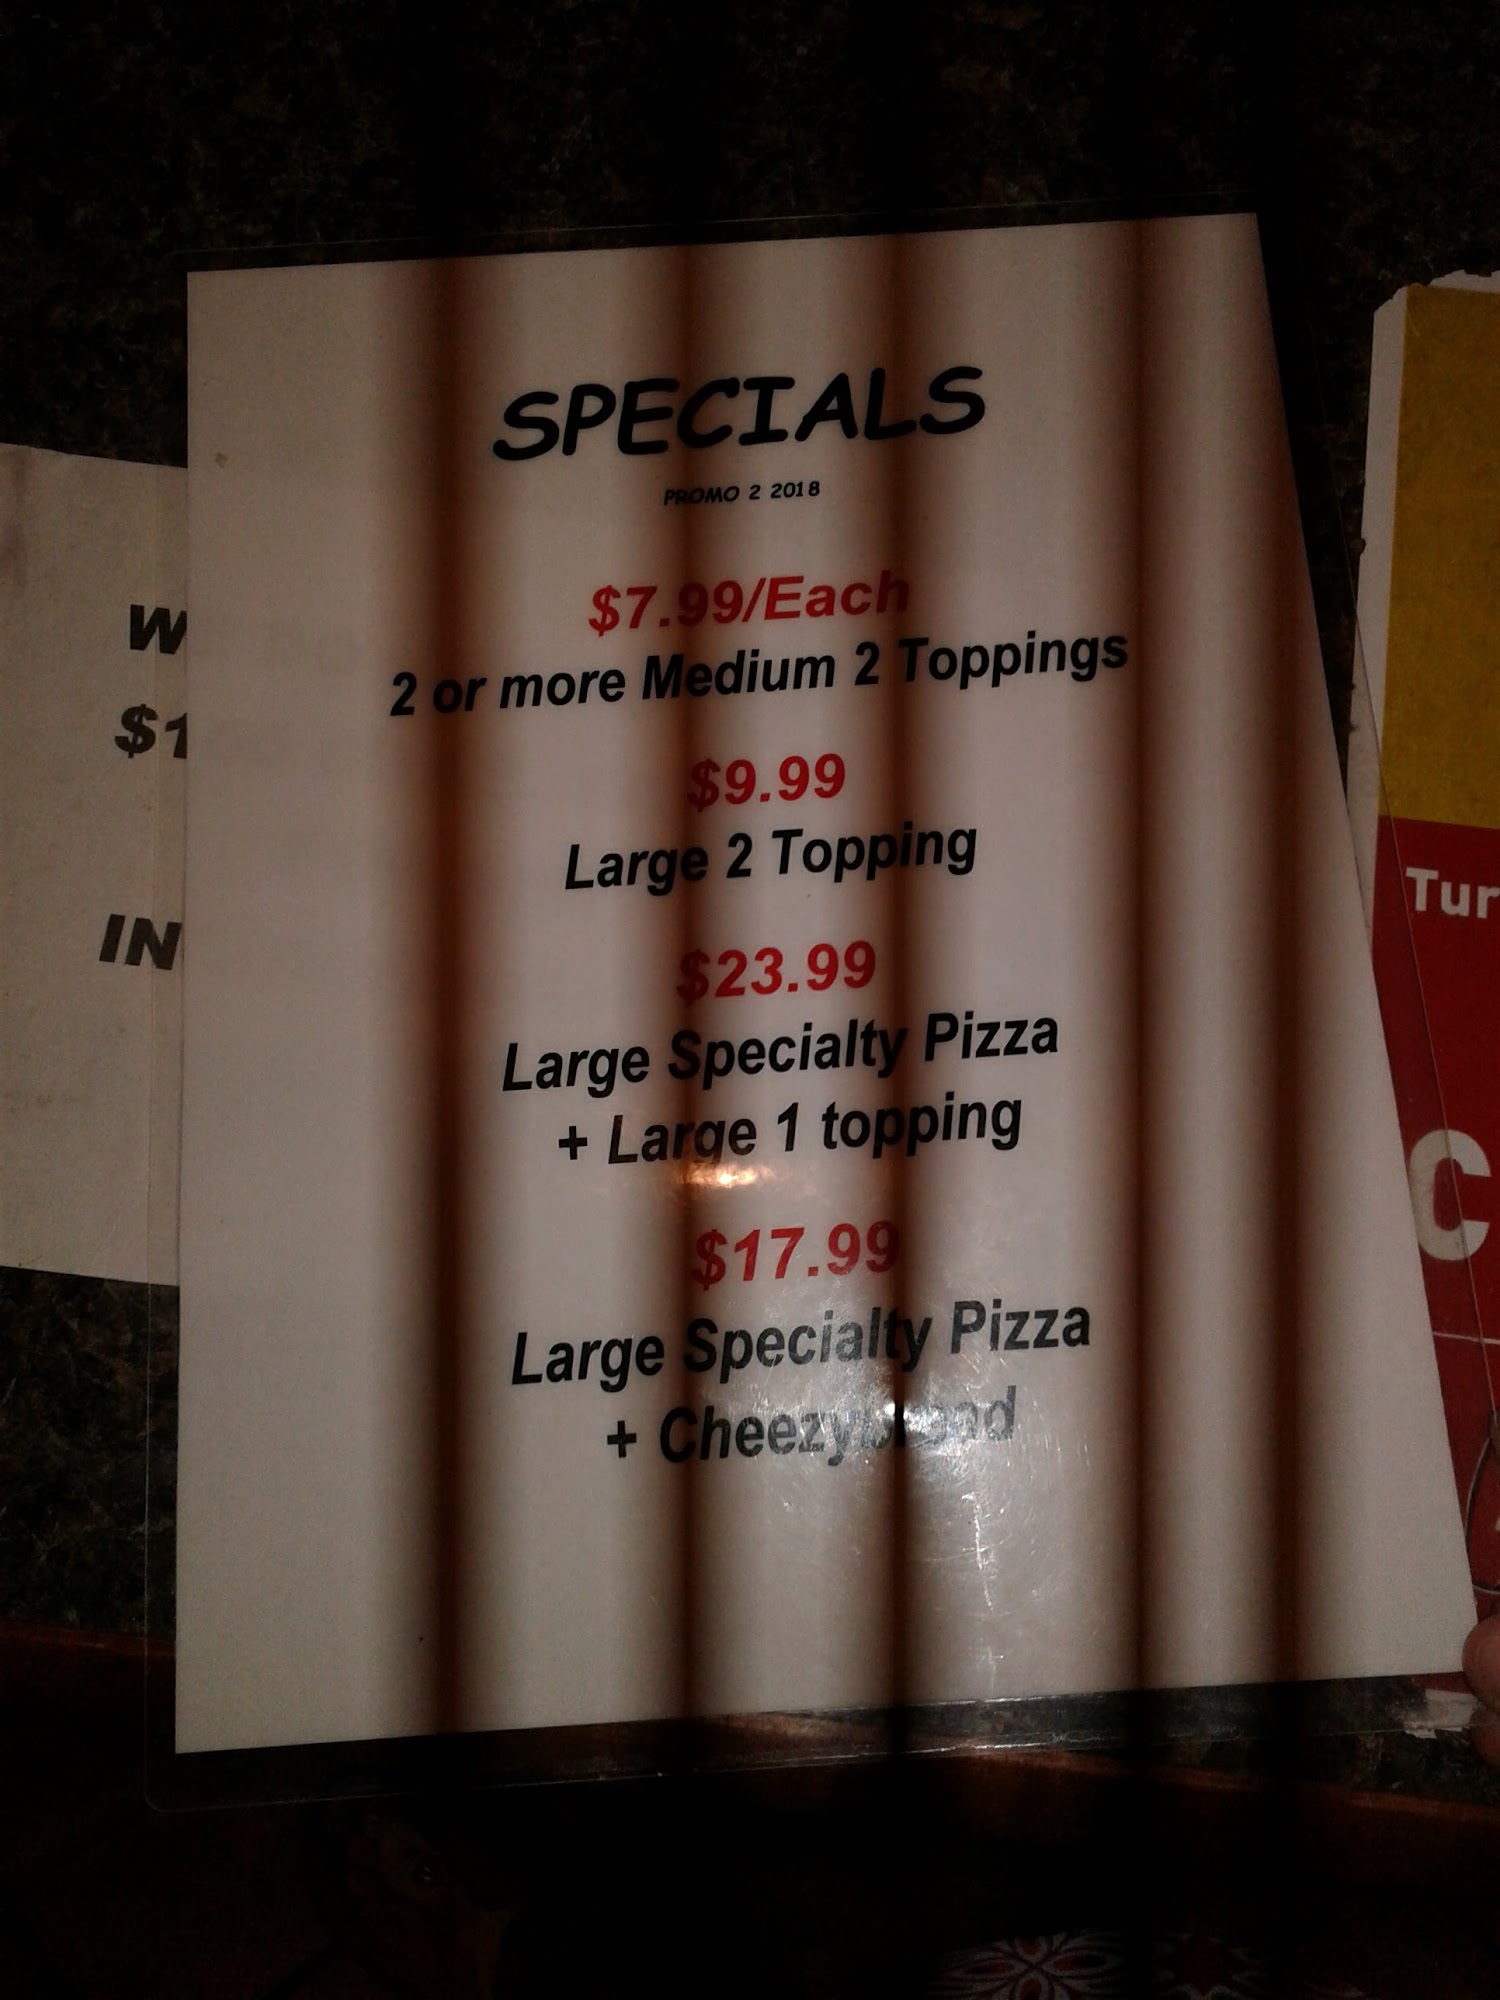 SPECIALS
PROMO 2 2018
$7.99/Each
2 or more Medium 2 Toppings
$9.99
Large 2 Topping
$23.99
Large Specialty Pizza
+ Large 1 topping
$17.99
Large Specialty Pizza
+ Cheezybread
W
$1
IN
Tur
C